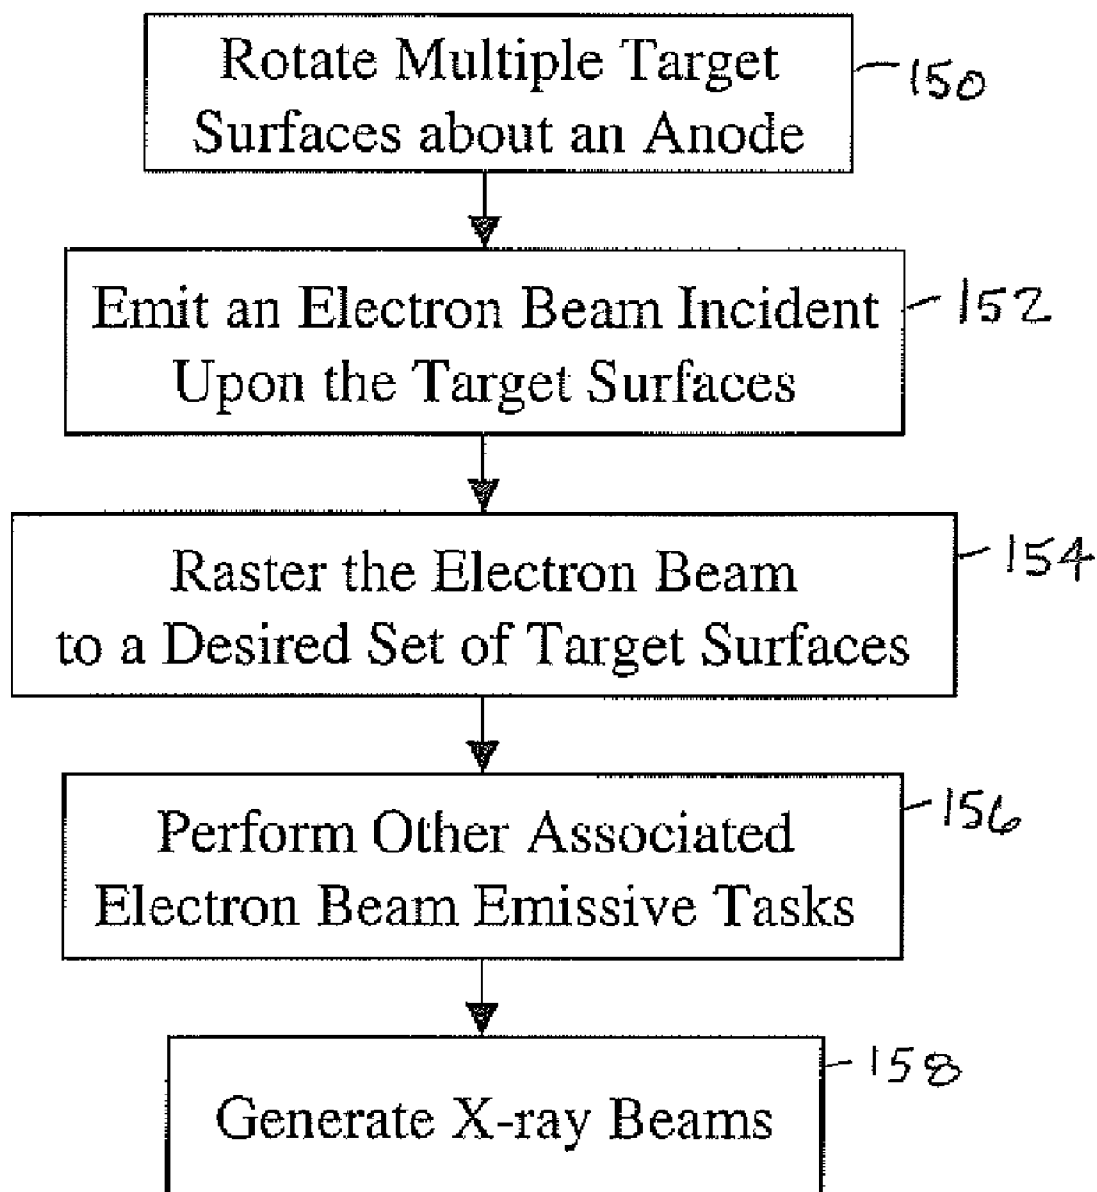 Rotate Multiple Target
Surfaces about an Anode
150
Emit an Electron Beam Incident
Upon the Target Surfaces
152
Raster the Electron Beam
to a Desired Set of Target Surfaces
154
Perform Other Associated
Electron Beam Emissive Tasks
156
Generate X-ray Beams
158